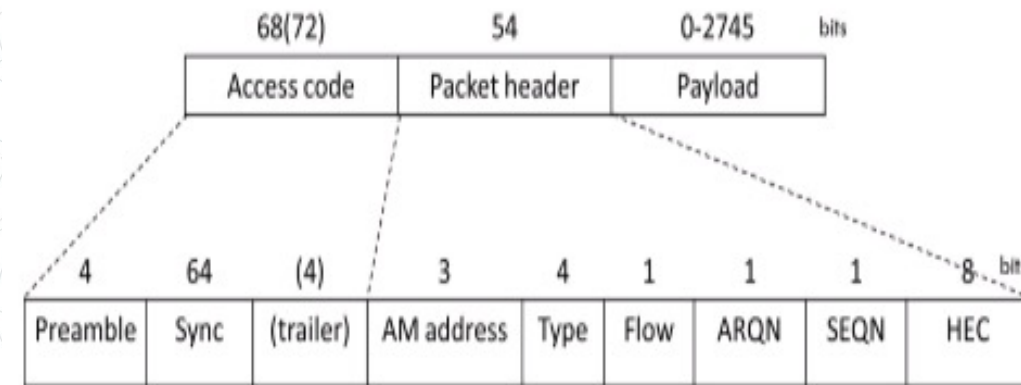 68(72) 54 0-2745 bits
Access code Packet header Payload
4 64 (4) 3 4 1 1 1 8 bit
Preamble Sync (trailer) AM address Type Flow ARQN SEQN HEC